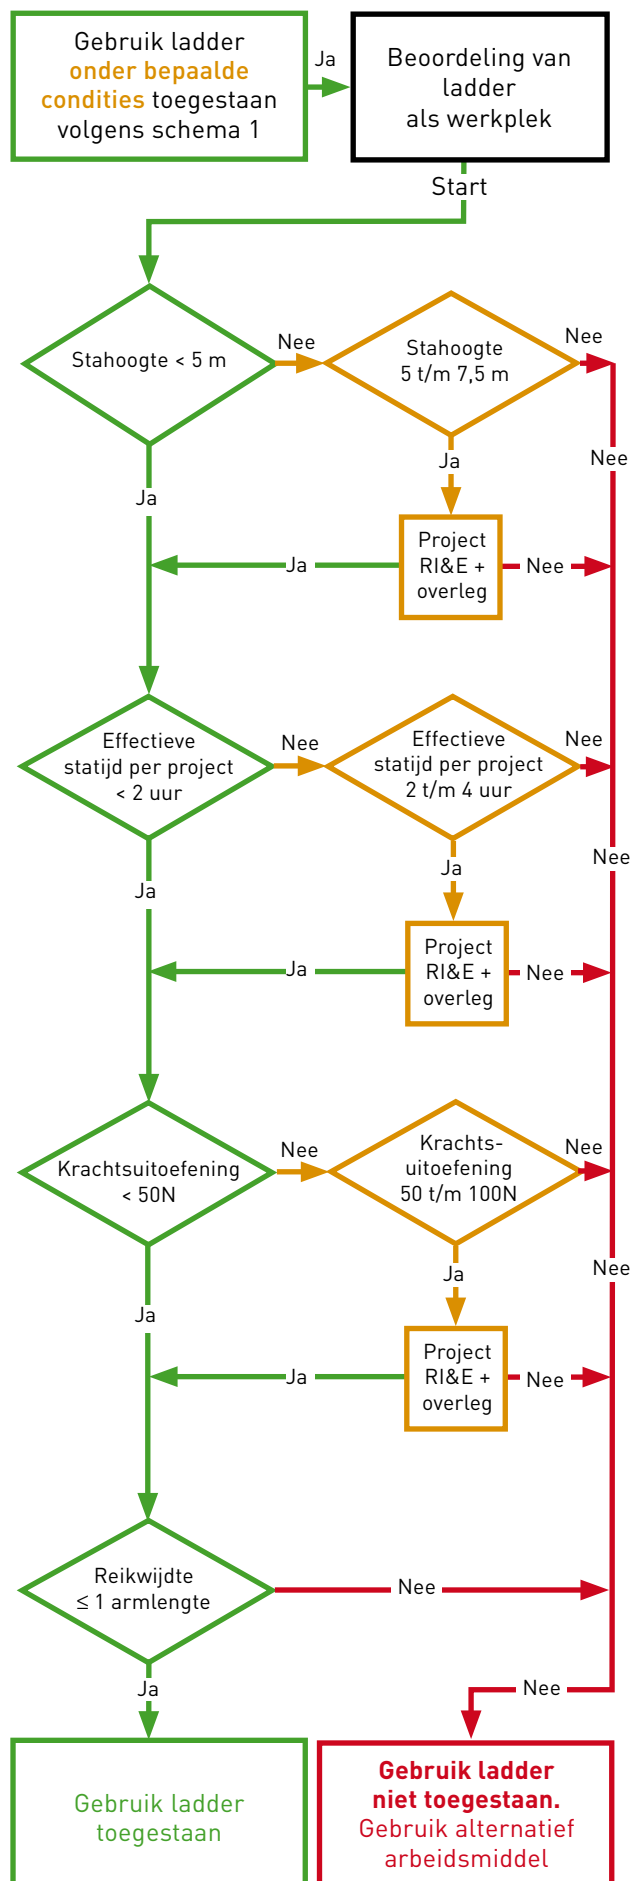 Gebruik ladder
onder bepaalde
condities toegestaan
volgens schema 1
Ja
Beoordeling van
ladder
als werkplek
Start
Stahoogte < 5 m
Nee
Stahoogte
5 t/m 7,5 m
Nee
Nee
Ja
Ja
Project
RI&E +
overleg
Ja
Nee
Effectieve
statijd per project
< 2 uur
Nee
Effectieve
statijd per project
2 t/m 4 uur
Nee
Nee
Ja
Ja
Project
RI&E +
overleg
Ja
Nee
Krachtsuitoefening
< 50N
Nee
Krachts-
uitoefening
50 t/m 100N
Nee
Nee
Ja
Ja
Project
RI&E +
overleg
Ja
Nee
Reikwijdte
≤ 1 armlengte
Nee
Ja
Nee
Gebruik ladder
toegestaan
Gebruik ladder
niet toegestaan.
Gebruik alternatief
arbeidsmiddel